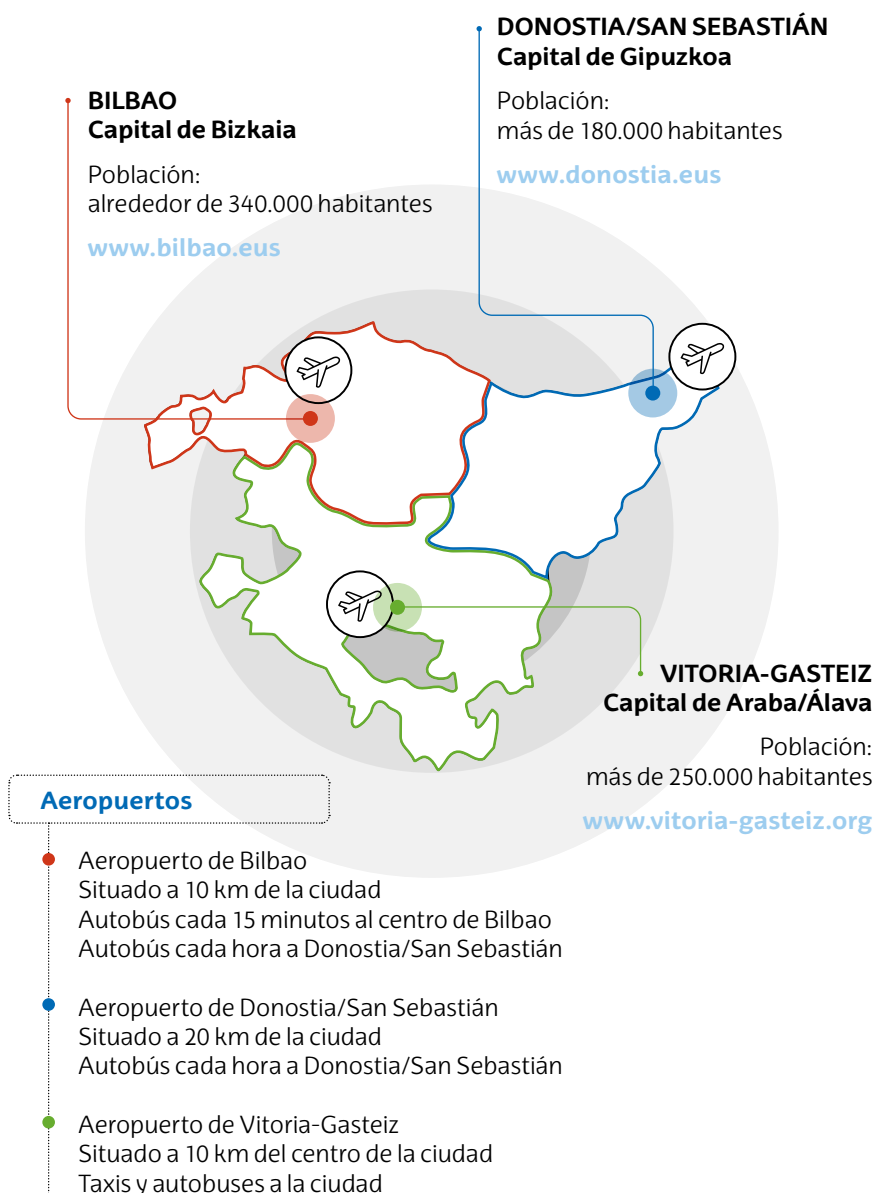 DONOSTIA/SAN SEBASTIÁN
Capital de Gipuzkoa
Población:
más de 180.000 habitantes
www.donostia.eus
BILBAO
Capital de Bizkaia
Población:
alrededor de 340.000 habitantes
www.bilbao.eus
VITORIA-GASTEIZ
Capital de Araba/Álava
Población:
más de 250.000 habitantes
www.vitoria-gasteiz.org
Aeropuertos
Aeropuerto de Bilbao
Situado a 10 km de la ciudad
Autobús cada 15 minutos al centro de Bilbao
Autobús cada hora a Donostia/San Sebastián
Aeropuerto de Donostia/San Sebastián
Situado a 20 km de la ciudad
Autobús cada hora a Donostia/San Sebastián
Aeropuerto de Vitoria-Gasteiz
Situado a 10 km del centro de la ciudad
Taxis y autobuses a la ciudad